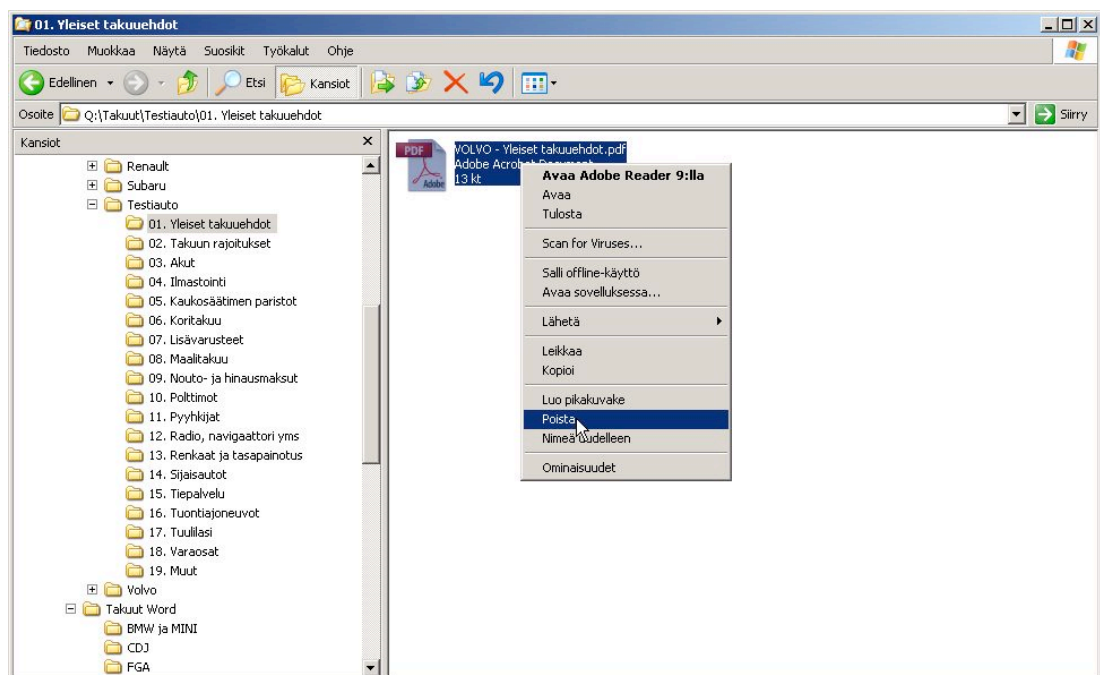 01. Yleiset takuuehdot
Tiedosto Muokkaa Näytä Suosikit Työkalut Ohje
Edellinen Etsi Kansiot
Osoite Q:\Takuut\Testiauto\01. Yleiset takuuehdot Siirry
Kansiot
Renault
Subaru
Testiauto
01. Yleiset takuuehdot
02. Takuun rajoitukset
03. Akut
04. Ilmastointi
05. Kaukosäätimen paristot
06. Koritakuu
07. Lisävarusteet
08. Maalitakuu
09. Nouto- ja hinausmaksut
10. Polttimot
11. Pyyhkijat
12. Radio, navigaattori yms
13. Renkaat ja tasapainotus
14. Sijaisautot
15. Tiepalvelu
16. Tuontiajoneuvot
17. Tuulilasi
18. Varaosat
19. Muut
Volvo
Takuut Word
BMW ja MINI
CDJ
FGA
PDF
Adobe
VOLVO - Yleiset takuuehdot.pdf
Adobe Acrobat Document
13 kt
Avaa Adobe Reader 9:lla
Avaa
Tulosta
Scan for Viruses...
Salli offline-käyttö
Avaa sovelluksessa...
Lähetä
Leikkaa
Kopioi
Luo pikakuvake
Poista
Nimeä uudelleen
Ominaisuudet